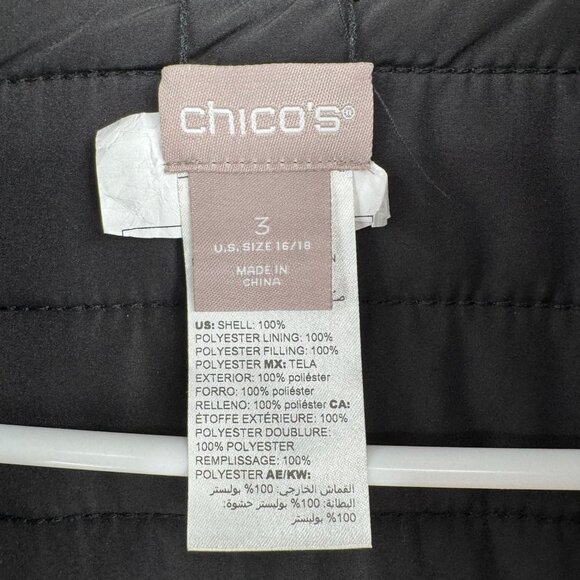 chico's®
3
U.S. SIZE 16/18
MADE IN
CHINA
US: SHELL: 100%
POLYESTER LINING: 100%
POLYESTER FILLING: 100%
POLYESTER MX: TELA
EXTERIOR: 100% poliéster
FORRO: 100% poliéster
RELLENO: 100% poliéster CA:
ÉTOFFE EXTÉRIEURE: 100%
POLYESTER DOUBLURE:
100% POLYESTER
REMPLISSAGE: 100%
POLYESTER AE/KW:
القماش الخارجي: 100% بوليستر
البطانة: 100% بوليستر حشوة:
100% بوليستر